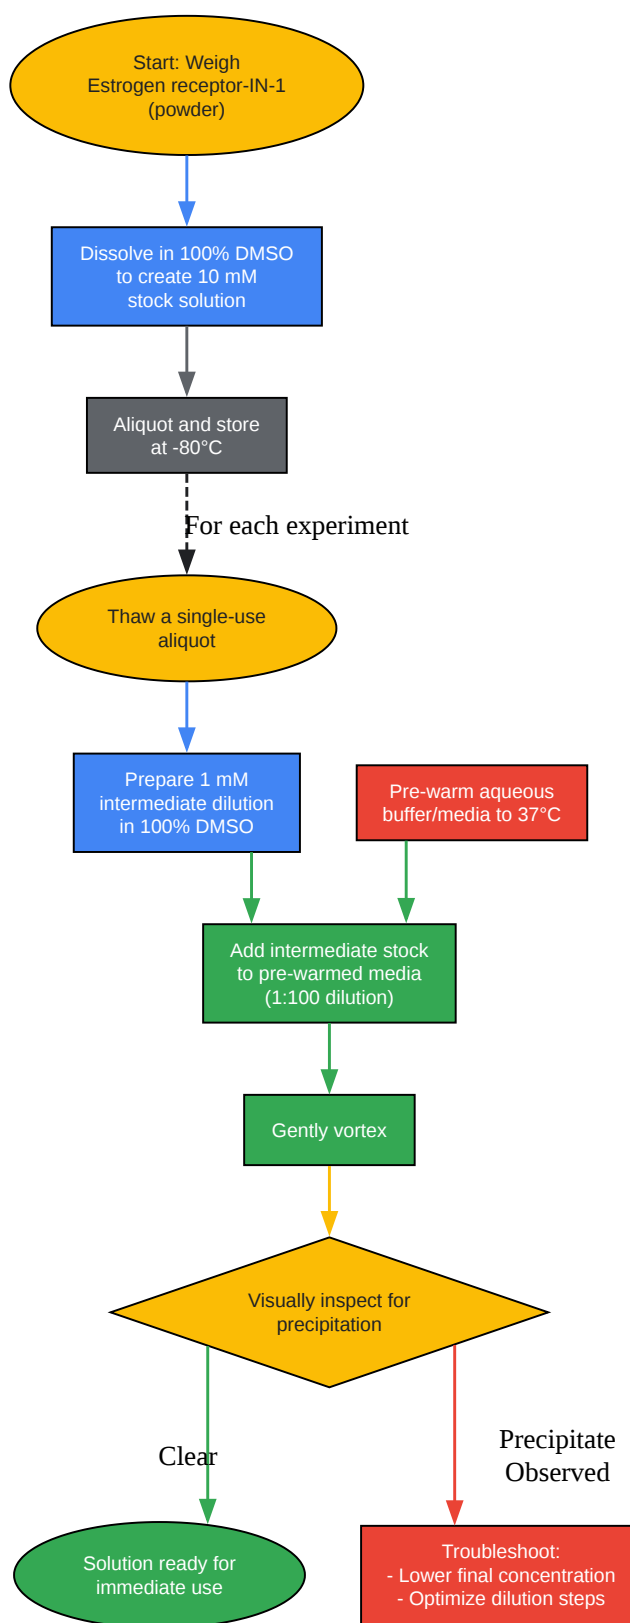 Start: Weigh
Estrogen receptor-IN-1
(powder)
Dissolve in 100% DMSO
to create 10 mM
stock solution
Aliquot and store
at -80°C
For each experiment
Thaw a single-use
aliquot
Prepare 1 mM
intermediate dilution
in 100% DMSO
Pre-warm aqueous
buffer/media to 37°C
Add intermediate stock
to pre-warmed media
(1:100 dilution)
Gently vortex
Visually inspect for
precipitation
Clear
Precipitate
Observed
Solution ready for
immediate use
Troubleshoot:
- Lower final concentration
- Optimize dilution steps